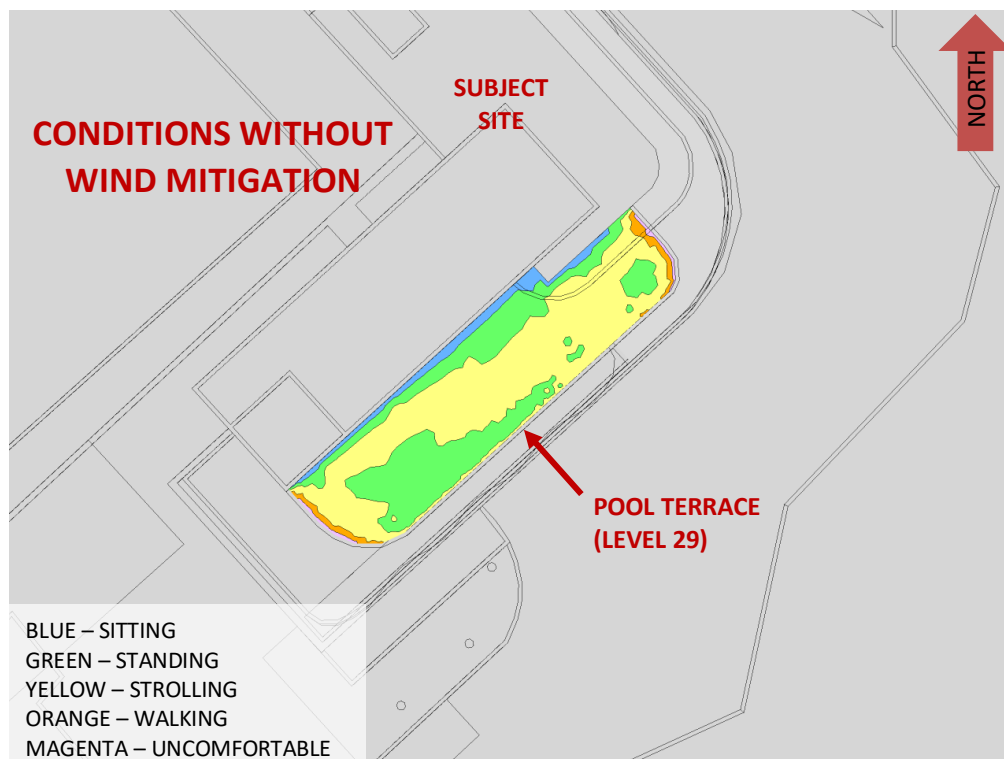 CONDITIONS WITHOUT
WIND MITIGATION
SUBJECT
SITE
NORTH
POOL TERRACE
(LEVEL 29)
BLUE – SITTING
GREEN – STANDING
YELLOW – STROLLING
ORANGE – WALKING
MAGENTA – UNCOMFORTABLE